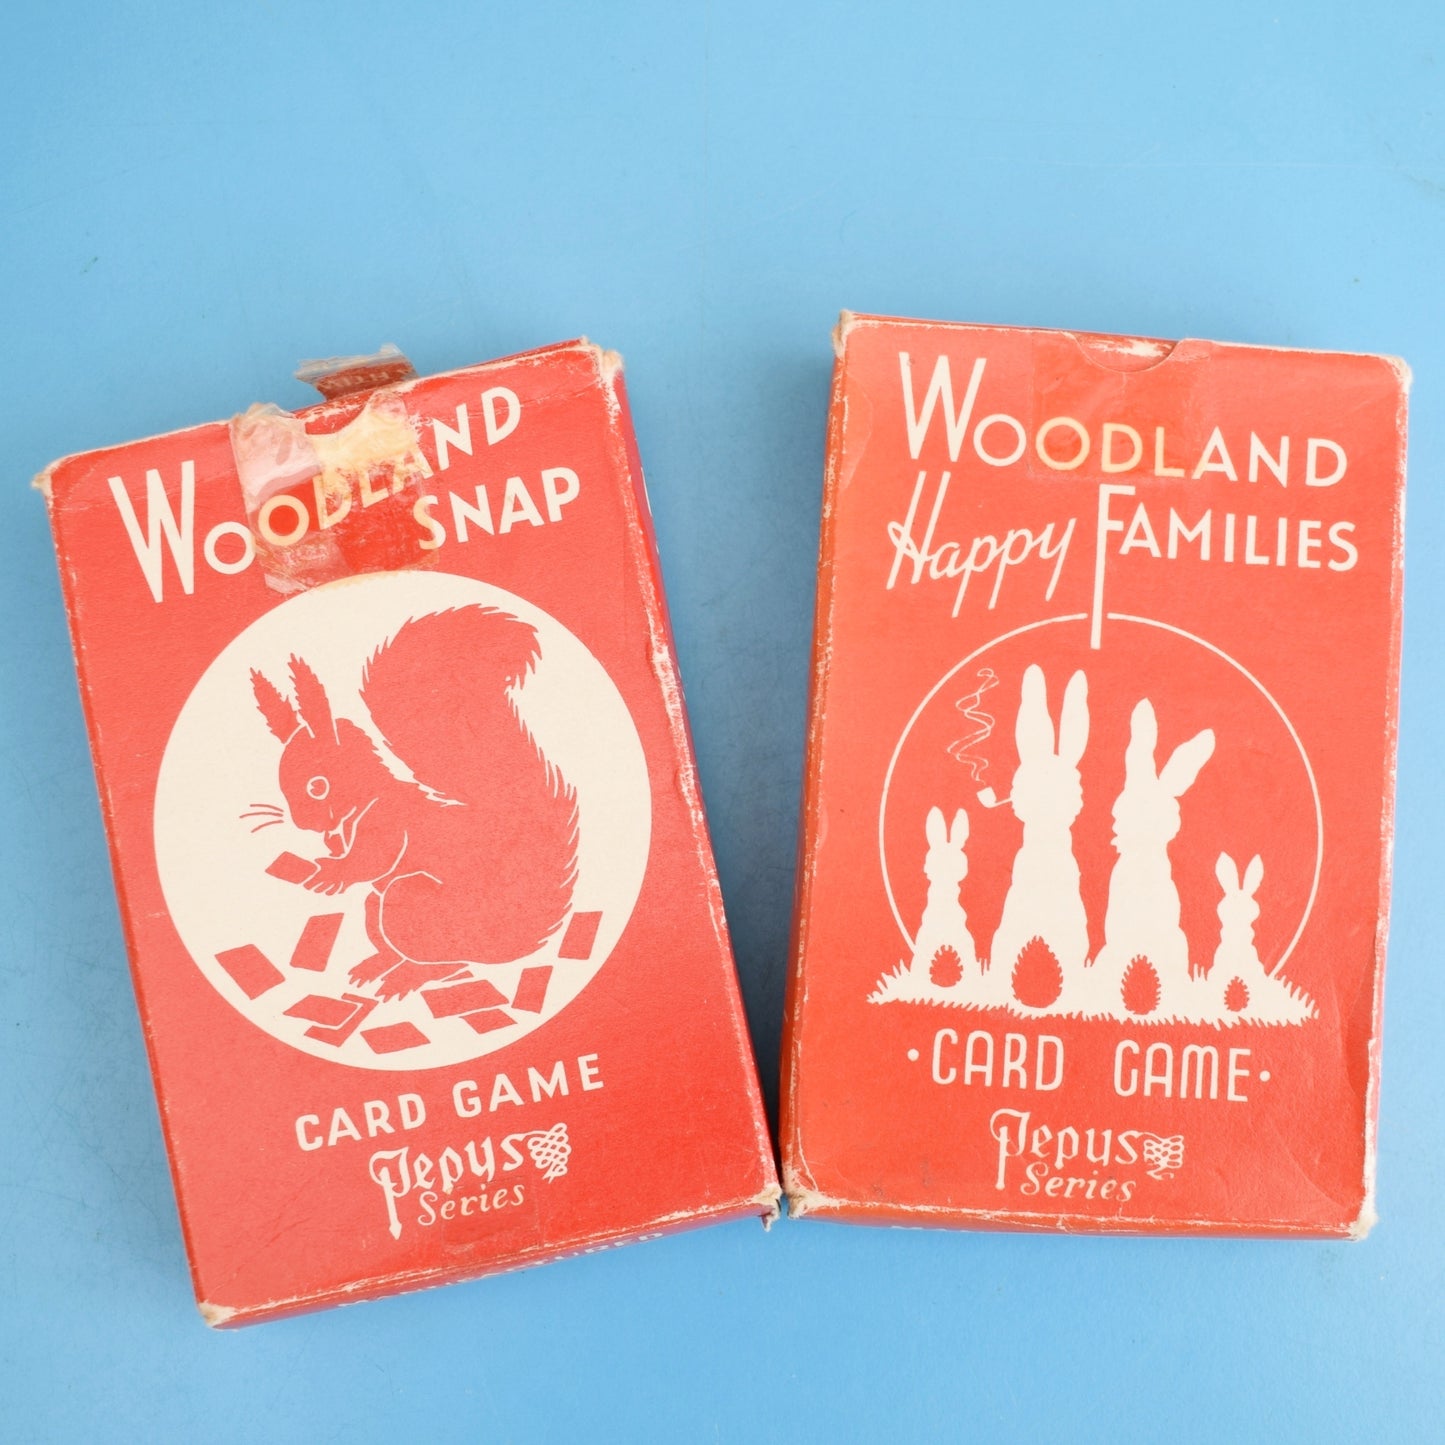 WOODLAND
SNAP
CARD GAME
Pepys
Series
WOODLAND
Happy FAMILIES
·CARD GAME·
Pepys
Series